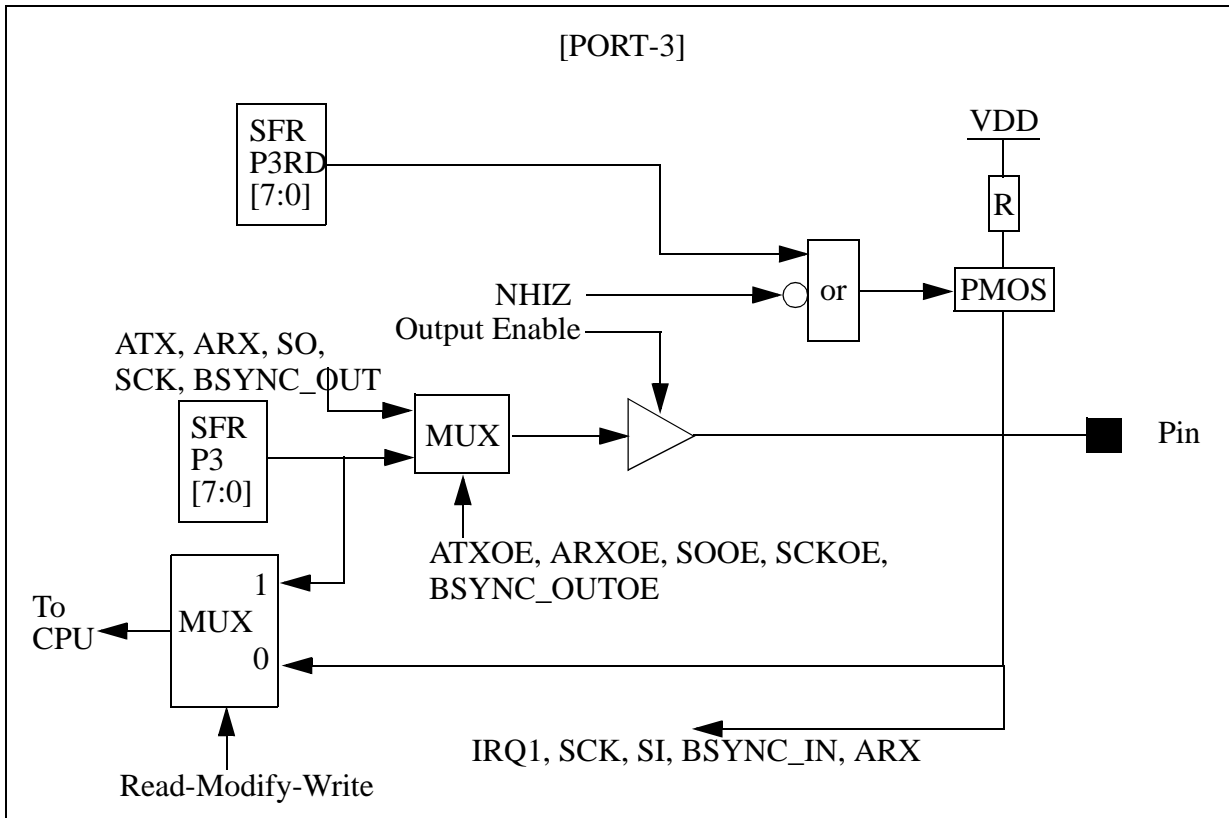 [PORT-3]
SFR
P3RD
[7:0]
VDD
R
or
PMOS
NHIZ
Output Enable
ATX, ARX, SO,
SCK, BSYNC_OUT
SFR
P3
[7:0]
MUX
Pin
ATXOE, ARXOE, SOOE, SCKOE,
BSYNC_OUTOE
1
MUX
0
To
CPU
IRQ1, SCK, SI, BSYNC_IN, ARX
Read-Modify-Write